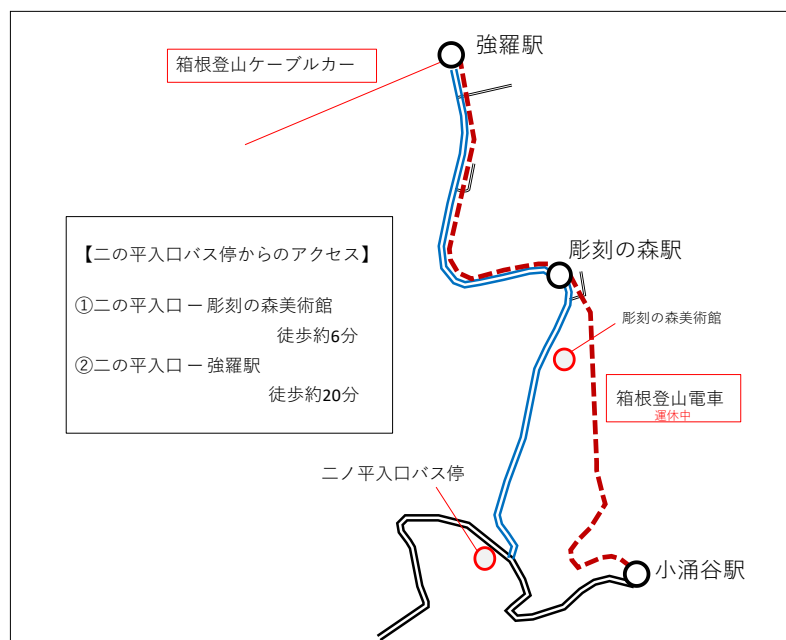 強羅駅
箱根登山ケーブルカー
【二の平入口バス停からのアクセス】
①二の平入口 ー 彫刻の森美術館
徒歩約6分
②二の平入口 ー 強羅駅
徒歩約20分
彫刻の森駅
彫刻の森美術館
箱根登山電車
運休中
二ノ平入口バス停
小涌谷駅